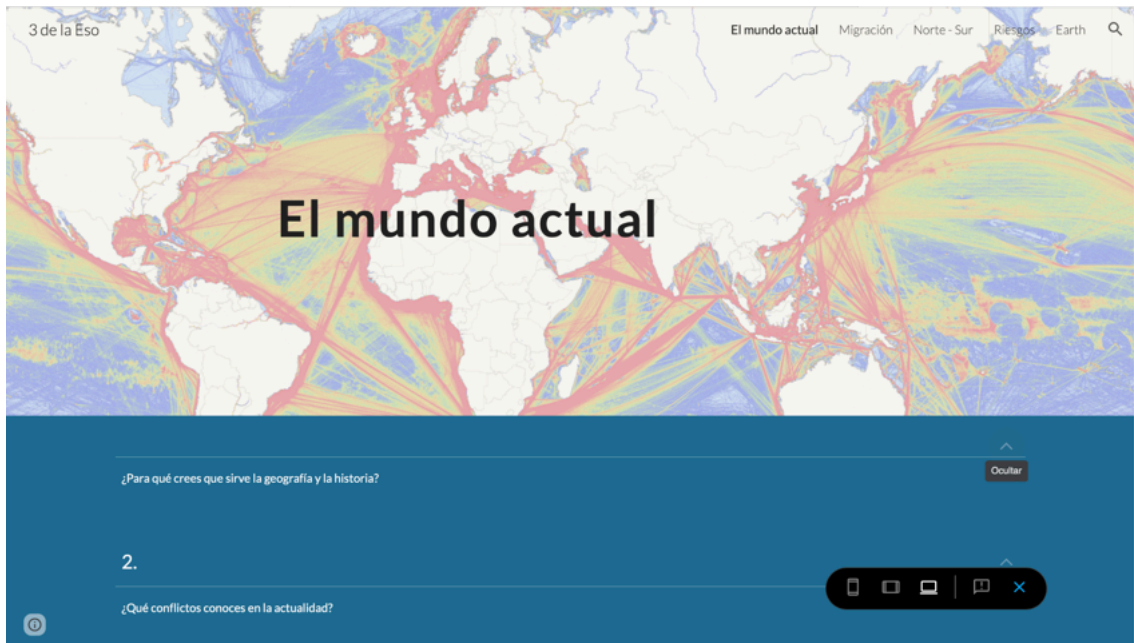 3 de la Eso
El mundo actual Migración Norte - Sur Riesgos Earth
El mundo actual
¿Para qué crees que sirve la geografía y la historia?
Ocultar
2.
¿Qué conflictos conoces en la actualidad?